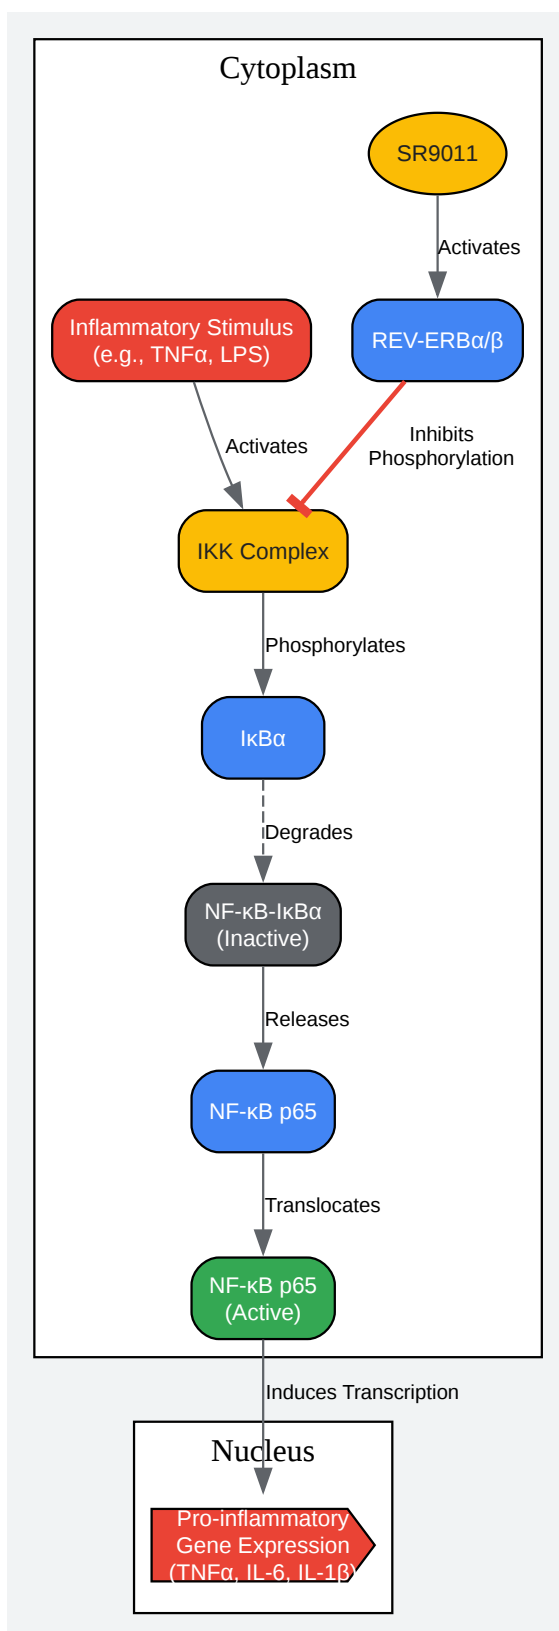 Cytoplasm
SR9011
Activates
Inflammatory Stimulus
(e.g., TNFα, LPS)
REV-ERBα/β
Activates
Inhibits
Phosphorylation
IKK Complex
Phosphorylates
IκBα
Degrades
NF-κB-IκBα
(Inactive)
Releases
NF-κB p65
Translocates
NF-κB p65
(Active)
Induces Transcription
Nucleus
Pro-inflammatory
Gene Expression
(TNFα, IL-6, IL-1β)